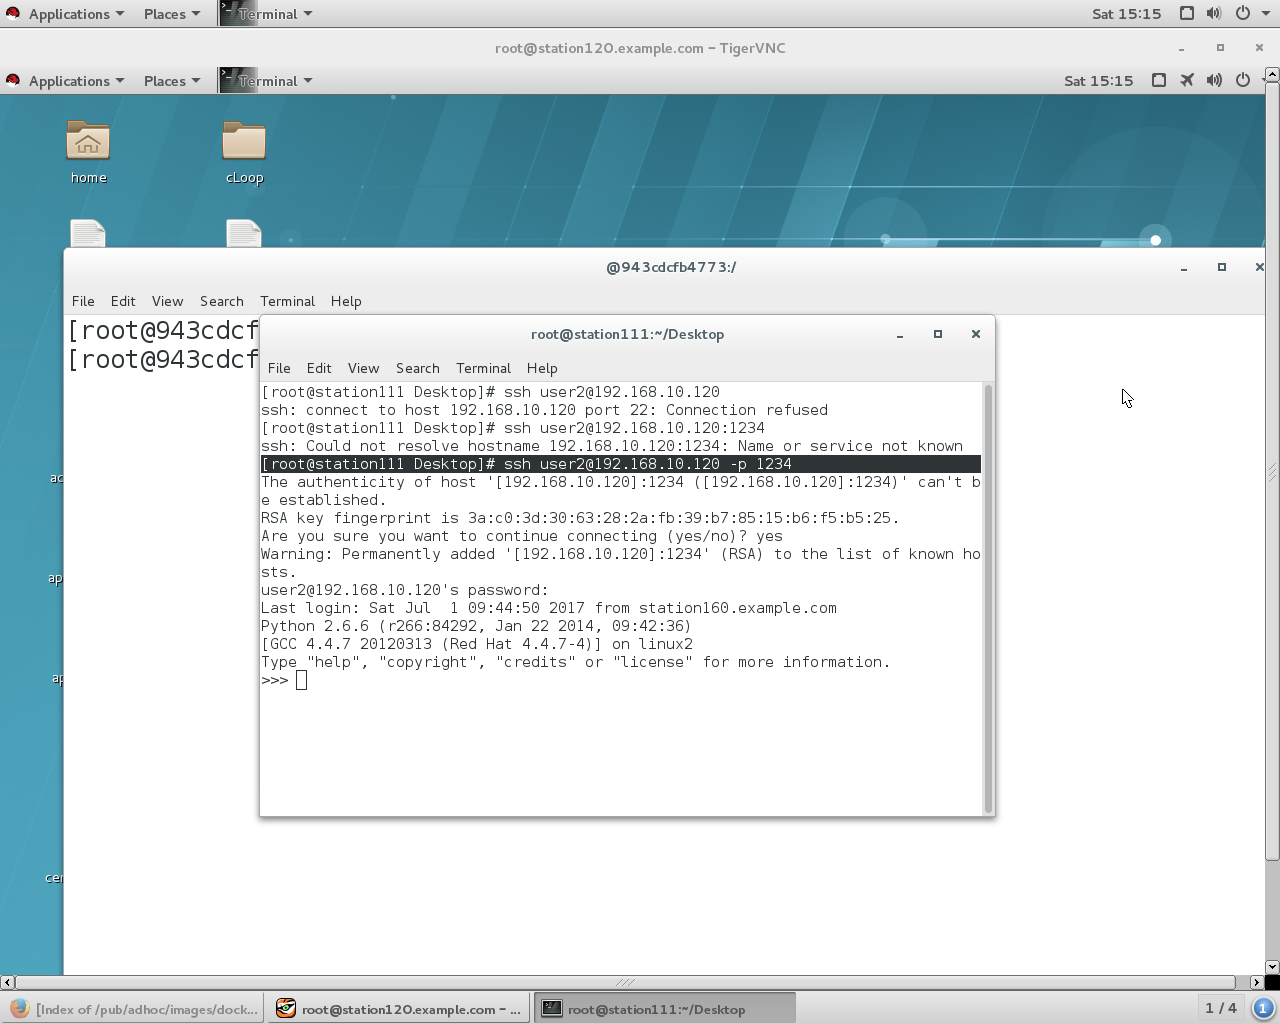 Applications Places Terminal Sat 15:15
root@station120.example.com – TigerVNC
Applications Places Terminal Sat 15:15
home cLoop
@943cdcfb4773:/
File Edit View Search Terminal Help
[root@943cdcf
[root@943cdcf
root@station111:~/Desktop
File Edit View Search Terminal Help
[root@station111 Desktop]# ssh user2@192.168.10.120
ssh: connect to host 192.168.10.120 port 22: Connection refused
[root@station111 Desktop]# ssh user2@192.168.10.120:1234
ssh: Could not resolve hostname 192.168.10.120:1234: Name or service not known
[root@station111 Desktop]# ssh user2@192.168.10.120 -p 1234
The authenticity of host '[192.168.10.120]:1234 ([192.168.10.120]:1234)' can't b
e established.
RSA key fingerprint is 3a:c0:3d:30:63:28:2a:fb:39:b7:85:15:b6:f5:b5:25.
Are you sure you want to continue connecting (yes/no)? yes
Warning: Permanently added '[192.168.10.120]:1234' (RSA) to the list of known ho
sts.
user2@192.168.10.120's password:
Last login: Sat Jul  1 09:44:50 2017 from station160.example.com
Python 2.6.6 (r266:84292, Jan 22 2014, 09:42:36)
[GCC 4.4.7 20120313 (Red Hat 4.4.7-4)] on linux2
Type "help", "copyright", "credits" or "license" for more information.
>>>
ac
ap
ap
cer
[Index of /pub/adhoc/images/dock... root@station120.example.com – ... root@station111:~/Desktop 1 / 4 1